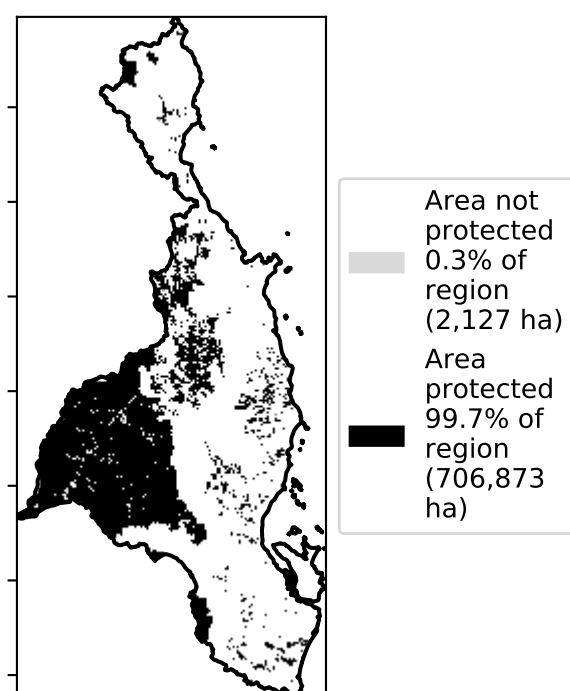 Area not
protected
0.3% of
region
(2,127 ha)
Area
protected
99.7% of
region
(706,873
ha)